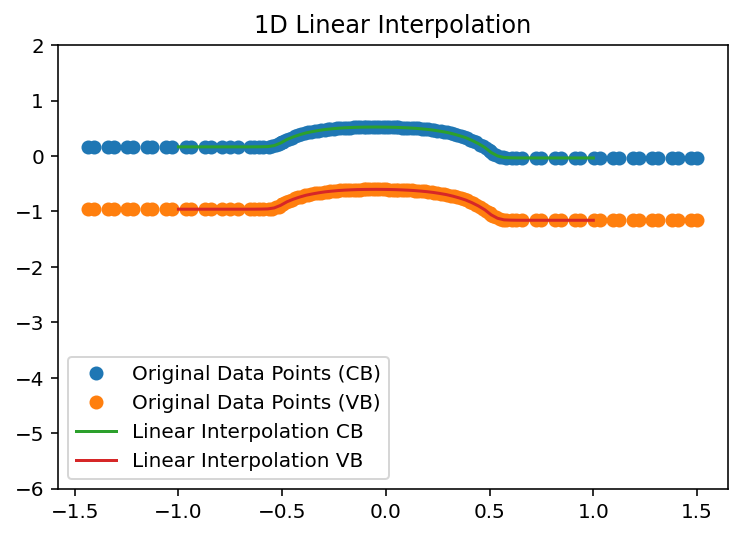 1D Linear Interpolation
2
1
0
−1
−2
−3
−4
−5
−6
Original Data Points (CB)
Original Data Points (VB)
Linear Interpolation CB
Linear Interpolation VB
−1.5 −1.0 −0.5 0.0 0.5 1.0 1.5